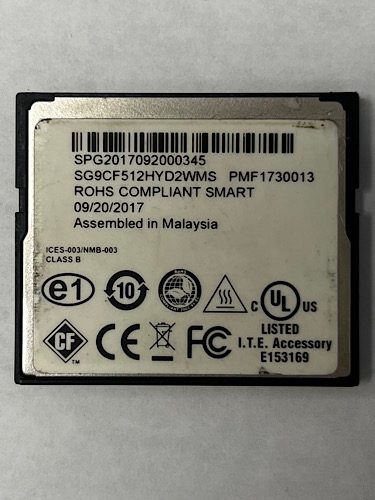 SPG2017092000345
SG9CF512HYD2WMS PMF1730013
ROHS COMPLIANT SMART
09/20/2017
Assembled in Malaysia
ICES-003/NMB-003
CLASS B
e1
10
C UL US
LISTED
I.T.E. Accessory
E153169
CF TM
CE
FC